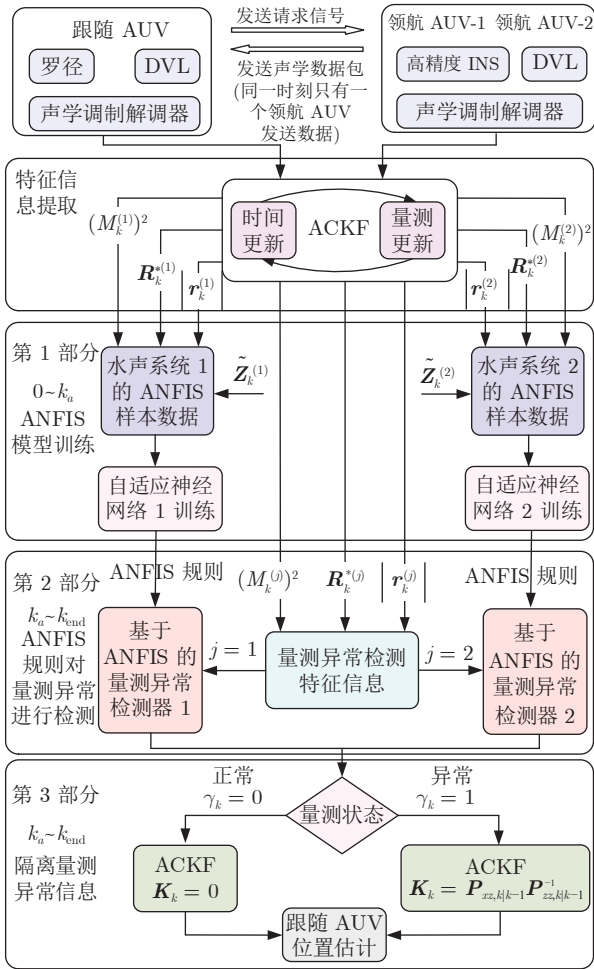 跟随 AUV
罗径
DVL
声学调制解调器
发送请求信号
发送声学数据包
(同一时刻只有一
个领航 AUV
发送数据)
领航 AUV-1 领航 AUV-2
高精度 INS
DVL
声学调制解调器
特征信
息提取
时间
更新
ACKF
量测
更新
(M_k^{(1)})^2
R_k^{*(1)}
|r_k^{(1)}|
(M_k^{(2)})^2
R_k^{*(2)}
|r_k^{(2)}|
第 1 部分
0~k_a
ANFIS
模型训练
水声系统 1
的 ANFIS
样本数据
\tilde{Z}_k^{(1)}
\tilde{Z}_k^{(2)}
水声系统 2
的 ANFIS
样本数据
自适应神经
网络 1 训练
自适应神经
网络 2 训练
第 2 部分
k_a~k_end
ANFIS
规则对
量测异常
进行检测
ANFIS 规则
(M_k^{(j)})^2
R_k^{*(j)}
|r_k^{(j)}|
ANFIS 规则
基于
ANFIS 的
量测异常
检测器 1
j = 1
量测异常检测
特征信息
j = 2
基于
ANFIS 的
量测异常
检测器 2
第 3 部分
k_a~k_end
隔离量测
异常信息
正常
γ_k = 0
量测状态
异常
γ_k = 1
ACKF
K_k = 0
ACKF
K_k = P_{xz,k|k-1} P_{zz,k|k-1}^{-1}
跟随 AUV
位置估计